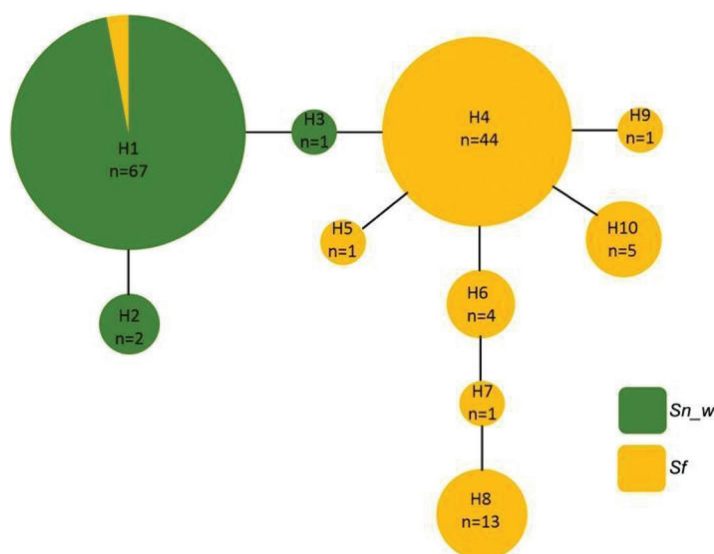 H1
n=67
H2
n=2
H3
n=1
H4
n=44
H5
n=1
H6
n=4
H7
n=1
H8
n=13
H9
n=1
H10
n=5
Sn_w
Sf